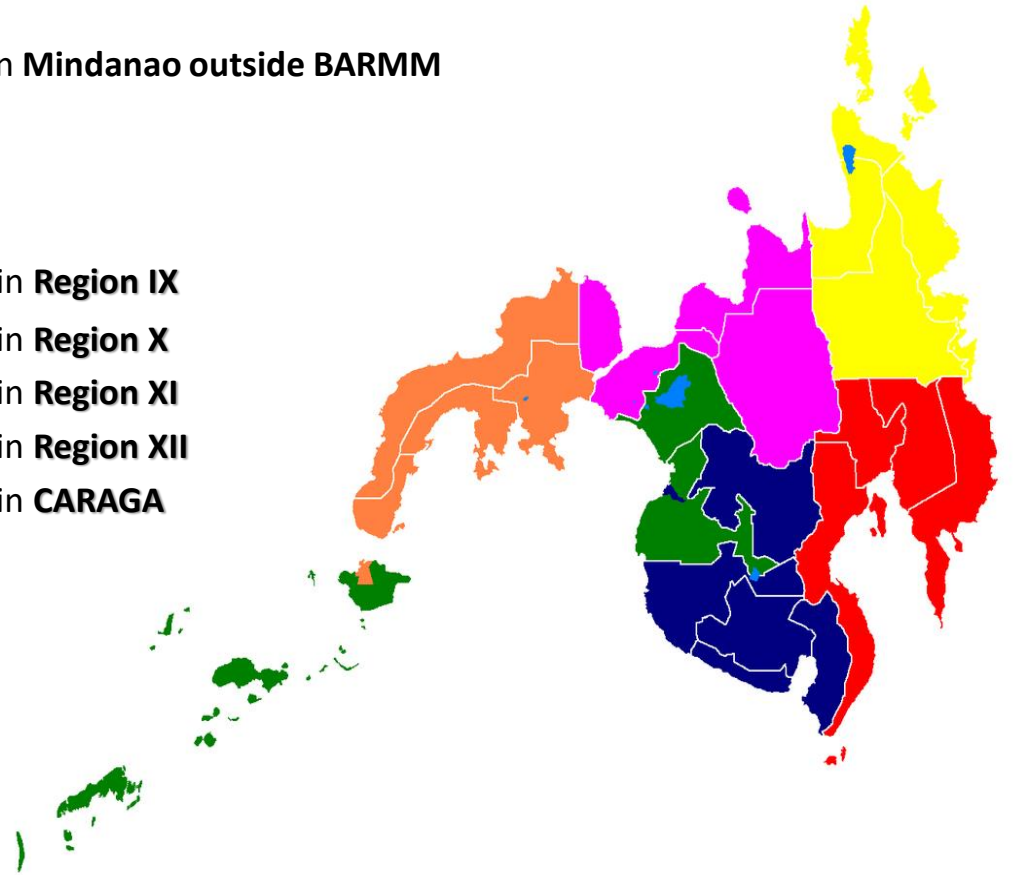 n Mindanao outside BARMM
in Region IX
in Region X
in Region XI
in Region XII
in CARAGA